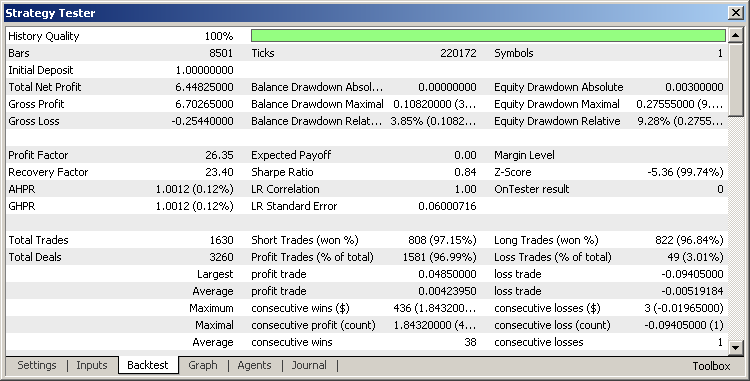 Strategy Tester
History Quality 100%
Bars 8501 Ticks 220172 Symbols 1
Initial Deposit 1.00000000
Total Net Profit 6.44825000 Balance Drawdown Absol... 0.00000000 Equity Drawdown Absolute 0.00300000
Gross Profit 6.70265000 Balance Drawdown Maximal 0.10820000 (3... Equity Drawdown Maximal 0.27555000 (9....
Gross Loss -0.25440000 Balance Drawdown Relat... 3.85% (0.1082... Equity Drawdown Relative 9.28% (0.2755...
Profit Factor 26.35 Expected Payoff 0.00 Margin Level
Recovery Factor 23.40 Sharpe Ratio 0.84 Z-Score -5.36 (99.74%)
AHPR 1.0012 (0.12%) LR Correlation 1.00 OnTester result 0
GHPR 1.0012 (0.12%) LR Standard Error 0.06000716
Total Trades 1630 Short Trades (won %) 808 (97.15%) Long Trades (won %) 822 (96.84%)
Total Deals 3260 Profit Trades (% of total) 1581 (96.99%) Loss Trades (% of total) 49 (3.01%)
Largest profit trade 0.04850000 loss trade -0.09405000
Average profit trade 0.00423950 loss trade -0.00519184
Maximum consecutive wins ($) 436 (1.843200... consecutive losses ($) 3 (-0.01965000)
Maximal consecutive profit (count) 1.84320000 (4... consecutive loss (count) -0.09405000 (1)
Average consecutive wins 38 consecutive losses 1
Settings | Inputs | Backtest | Graph | Agents | Journal | Toolbox